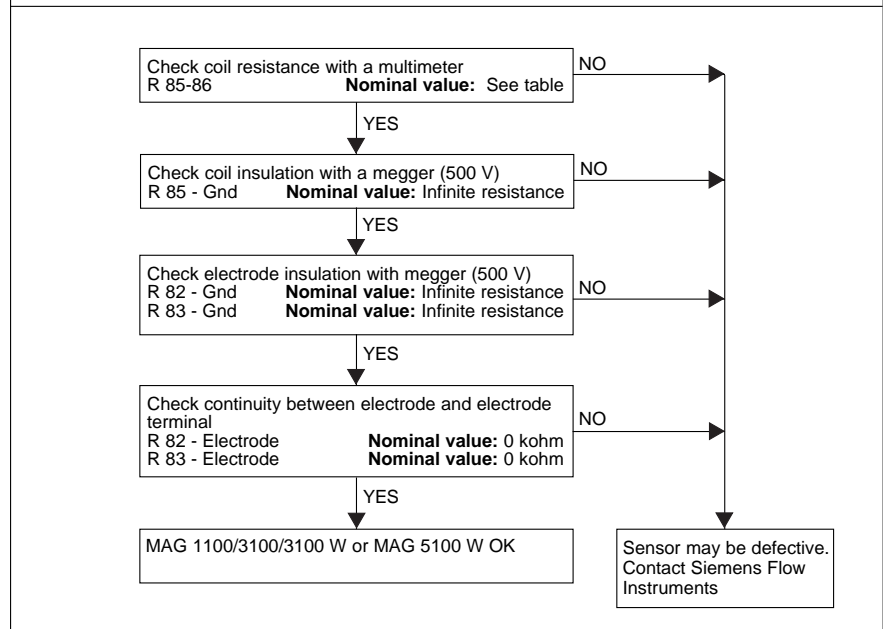 Check coil resistance with a multimeter
R 85-86 Nominal value: See table
NO
YES
Check coil insulation with a megger (500 V)
R 85 - Gnd Nominal value: Infinite resistance
NO
YES
Check electrode insulation with megger (500 V)
R 82 - Gnd Nominal value: Infinite resistance
R 83 - Gnd Nominal value: Infinite resistance
NO
YES
Check continuity between electrode and electrode
terminal
R 82 - Electrode Nominal value: 0 kohm
R 83 - Electrode Nominal value: 0 kohm
NO
YES
MAG 1100/3100/3100 W or MAG 5100 W OK
Sensor may be defective.
Contact Siemens Flow
Instruments